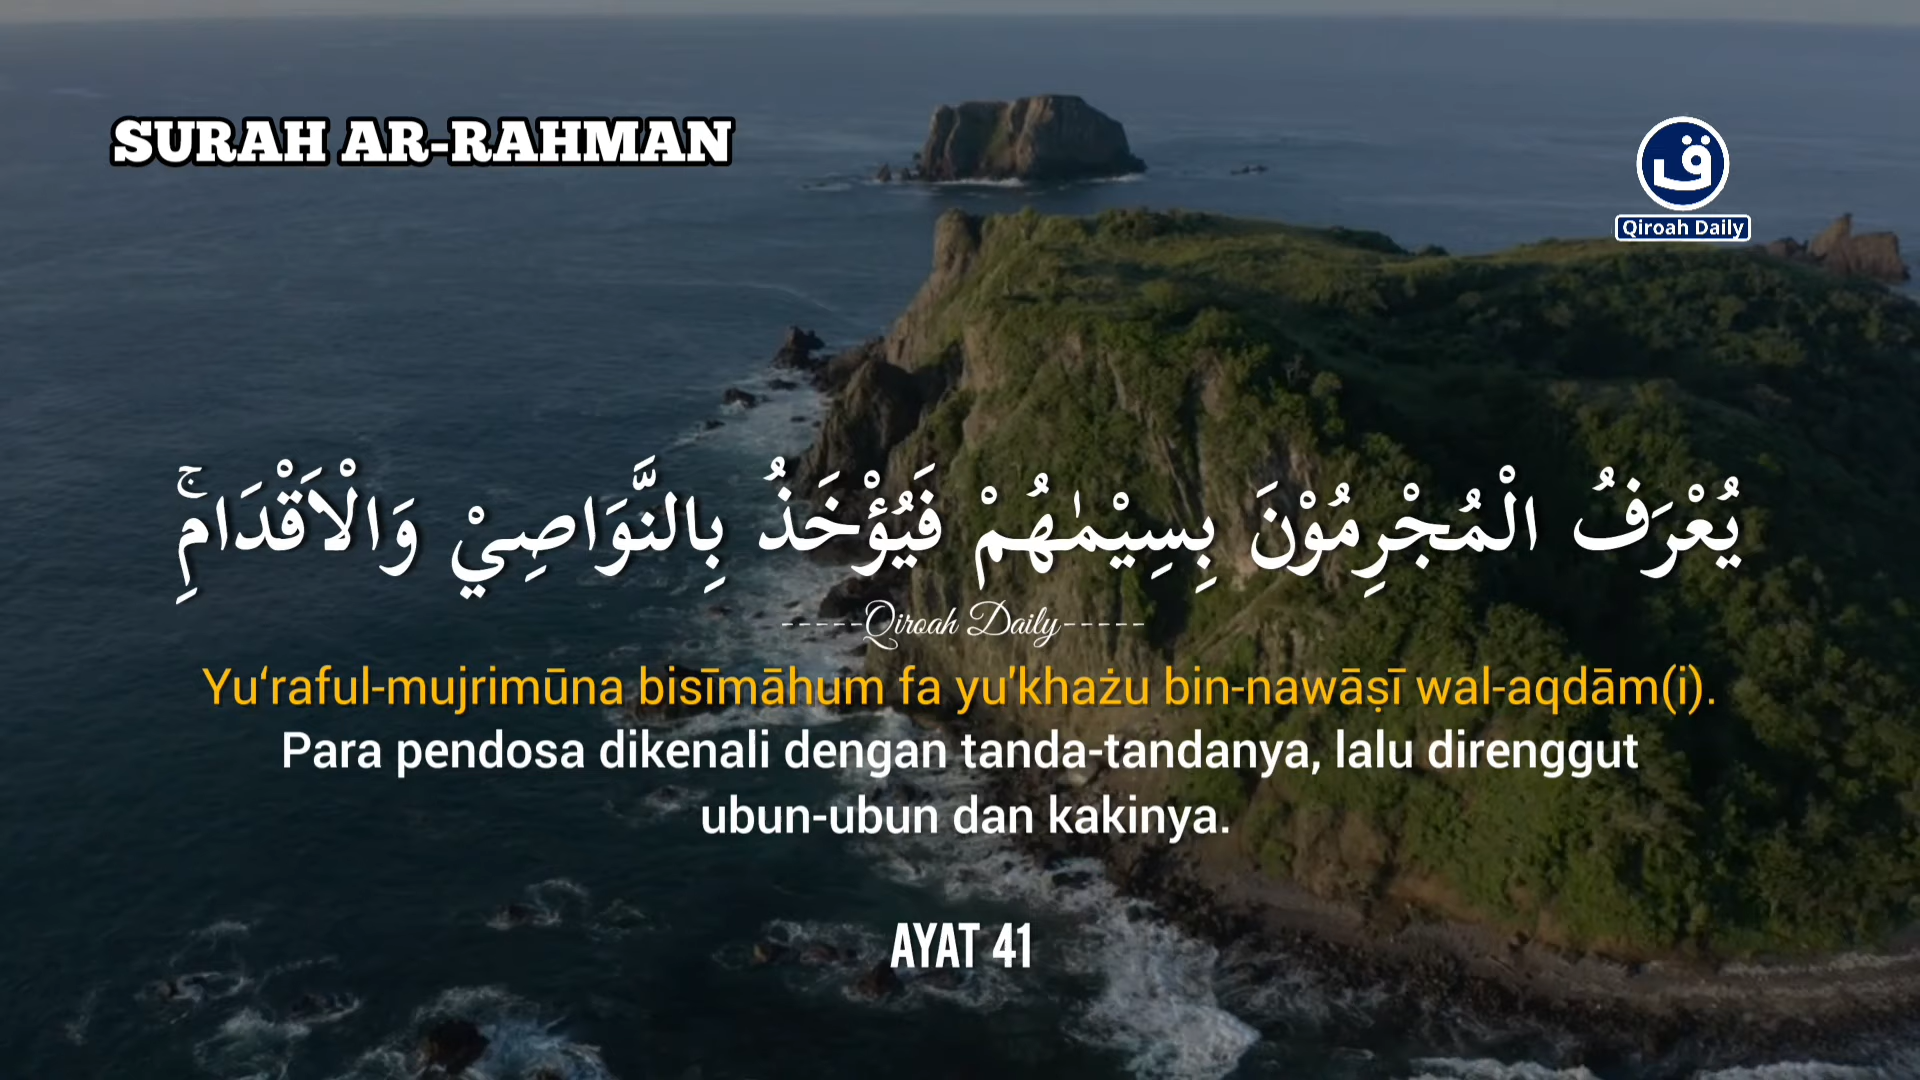 SURAH AR-RAHMAN
ق
Qiroah Daily
يُعْرَفُ الْمُجْرِمُوْنَ بِسِيْمٰهُمْ فَيُؤْخَذُ بِالنَّوَاصِيْ وَالْاَقْدَامِۚ
-----Qiroah Daily-----
Yu‘raful-mujrimūna bisīmāhum fa yu'khażu bin-nawāṣī wal-aqdām(i).
Para pendosa dikenali dengan tanda-tandanya, lalu direnggut
ubun-ubun dan kakinya.
AYAT 41